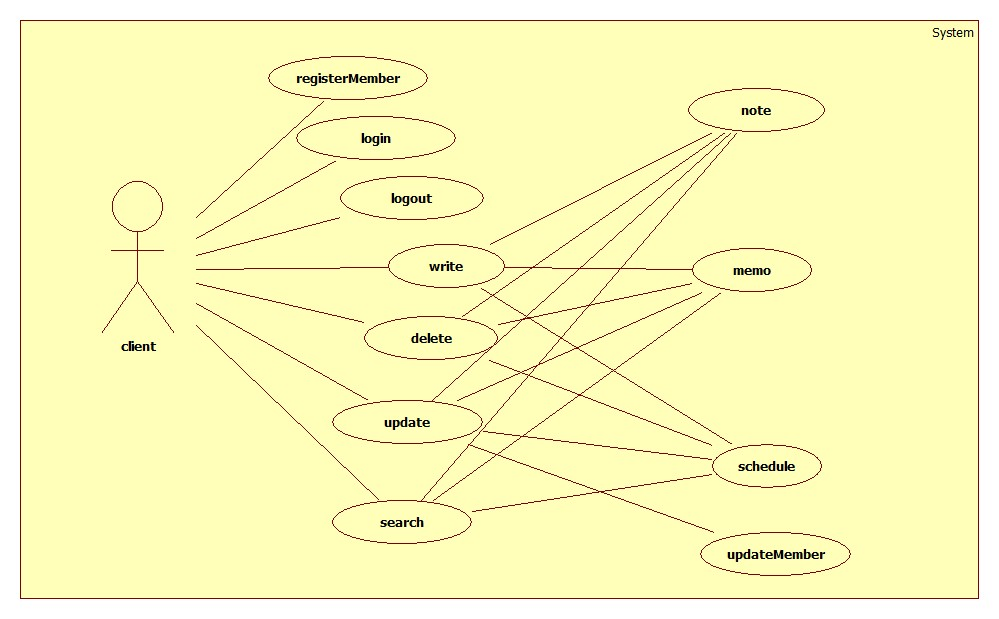 System
registerMember
login
logout
write
delete
update
search
client
note
memo
schedule
updateMember